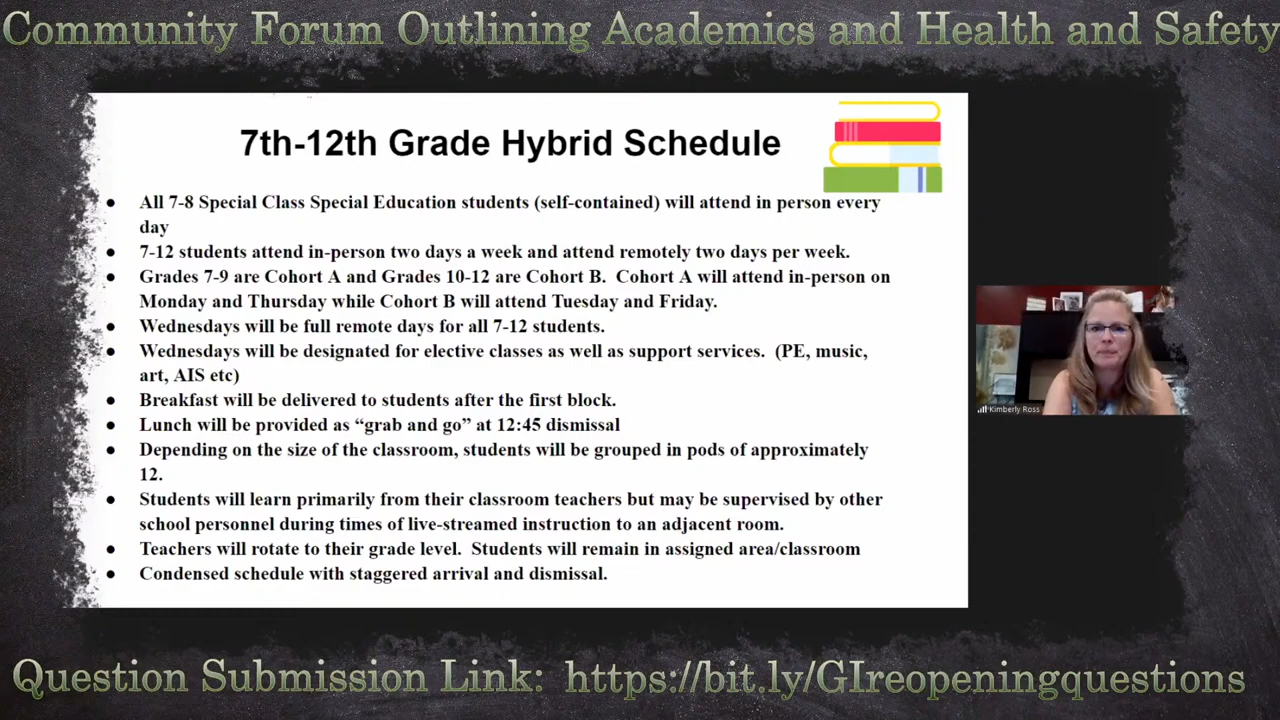 Community Forum Outlining Academics and Health and Safety
7th-12th Grade Hybrid Schedule
● All 7-8 Special Class Special Education students (self-contained) will attend in person every
day
● 7-12 students attend in-person two days a week and attend remotely two days per week.
● Grades 7-9 are Cohort A and Grades 10-12 are Cohort B.  Cohort A will attend in-person on
Monday and Thursday while Cohort B will attend Tuesday and Friday.
● Wednesdays will be full remote days for all 7-12 students.
● Wednesdays will be designated for elective classes as well as support services.  (PE, music,
art, AIS etc)
● Breakfast will be delivered to students after the first block.
● Lunch will be provided as “grab and go” at 12:45 dismissal
● Depending on the size of the classroom, students will be grouped in pods of approximately
12.
● Students will learn primarily from their classroom teachers but may be supervised by other
school personnel during times of live-streamed instruction to an adjacent room.
● Teachers will rotate to their grade level.  Students will remain in assigned area/classroom
● Condensed schedule with staggered arrival and dismissal.
Kimberly Ross
Question Submission Link: https://bit.ly/GIreopeningquestions